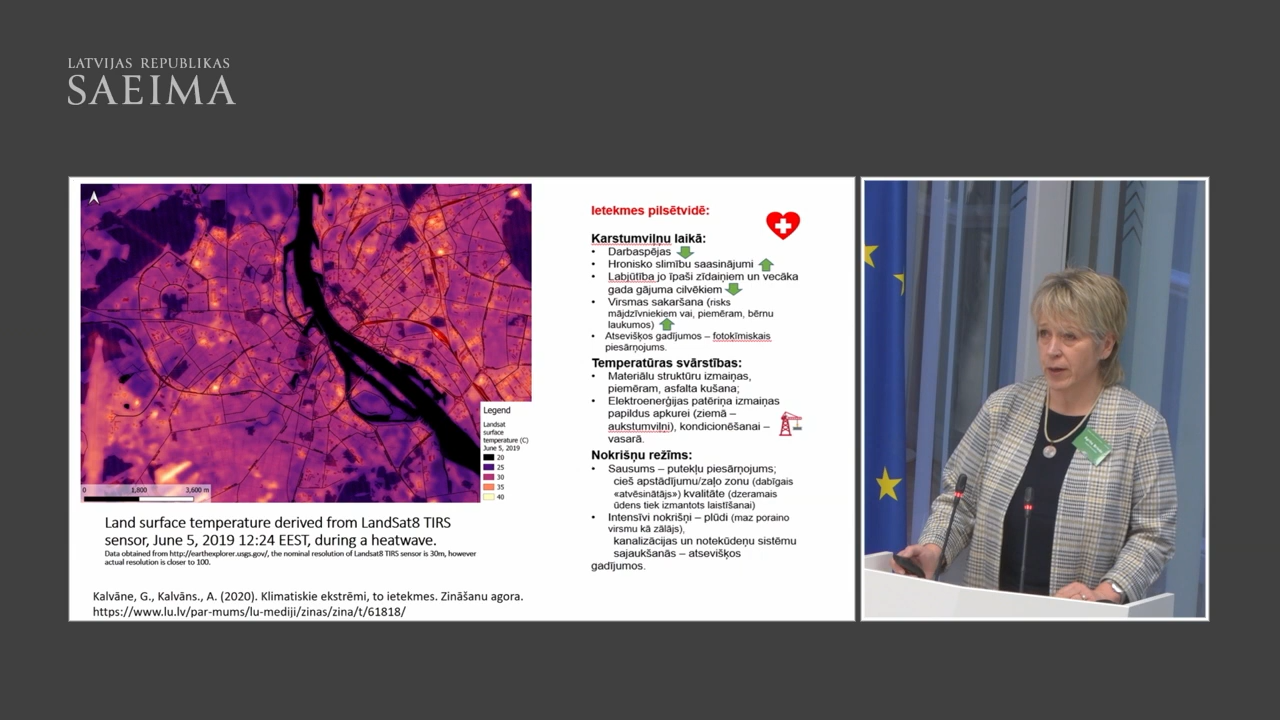 LATVIJAS REPUBLIKAS
SAEIMA
Legend
Landsat
surface
temperature (C)
June 5, 2019
20
25
30
35
40
0 1,800 3,600 m
Land surface temperature derived from LandSat8 TIRS
sensor, June 5, 2019 12:24 EEST, during a heatwave.
Data obtained from http://earthexplorer.usgs.gov/, the nominal resolution of Landsat8 TIRS sensor is 30m, however
actual resolution is closer to 100.
Kalvāne, G., Kalvāns., A. (2020). Klimatiskie ekstrēmi, to ietekmes. Zināšanu agora.
https://www.lu.lv/par-mums/lu-mediji/zinas/zina/t/61818/
Ietekmes pilsētvidē:
Karstumviļņu laikā:
• Darbaspējas
• Hronisko slimību saasinājumi
• Labjūtība jo īpaši zīdaiņiem un vecāka
gada gājuma cilvēkiem
• Virsmas sakaršana (risks
mājdzīvniekiem vai, piemēram, bērnu
laukumos)
• Atsevišķos gadījumos – fotoķīmiskais
piesārņojums.
Temperatūras svārstības:
• Materiālu struktūru izmaiņas,
piemēram, asfalta kušana;
• Elektroenerģijas patēriņa izmaiņas
papildus apkurei (ziemā –
aukstumviļņi), kondicionēšanai –
vasarā.
Nokrišņu režīms:
• Sausums – putekļu piesārņojums;
cieš apstādījumu/zaļo zonu (dabīgais
«atvēsinātājs») kvalitāte (dzeramais
ūdens tiek izmantots laistīšanai)
• Intensīvi nokrišņi – plūdi (maz poraino
virsmu kā zālājs),
kanalizācijas un notekūdeņu sistēmu
sajaukšanās – atsevišķos
gadījumos.